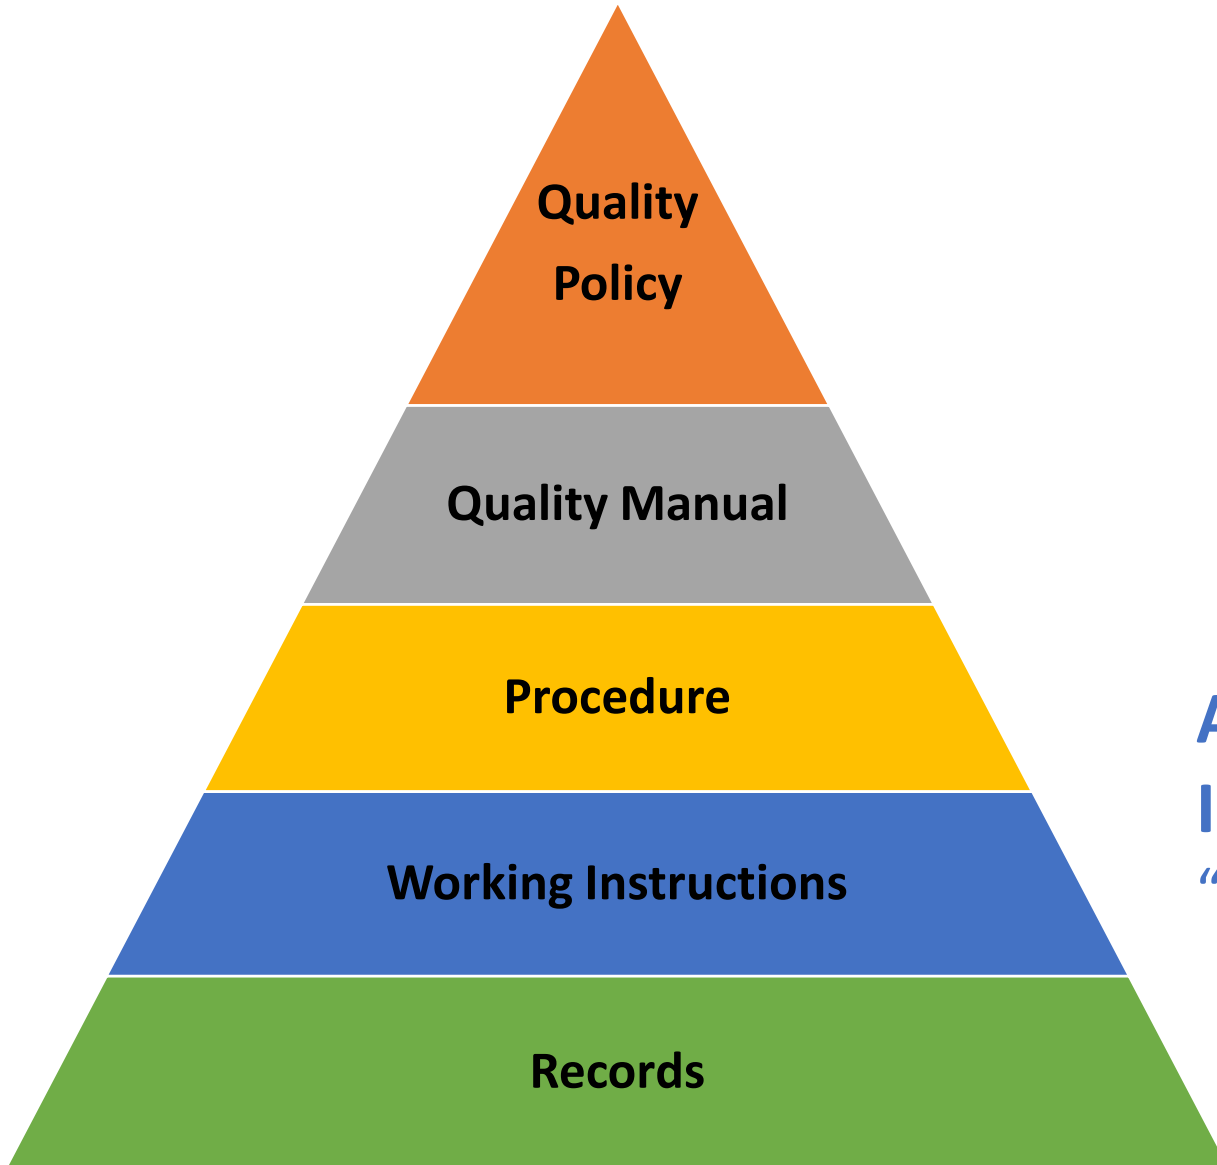 Quality
Policy
Quality Manual
Procedure
Working Instructions
Records